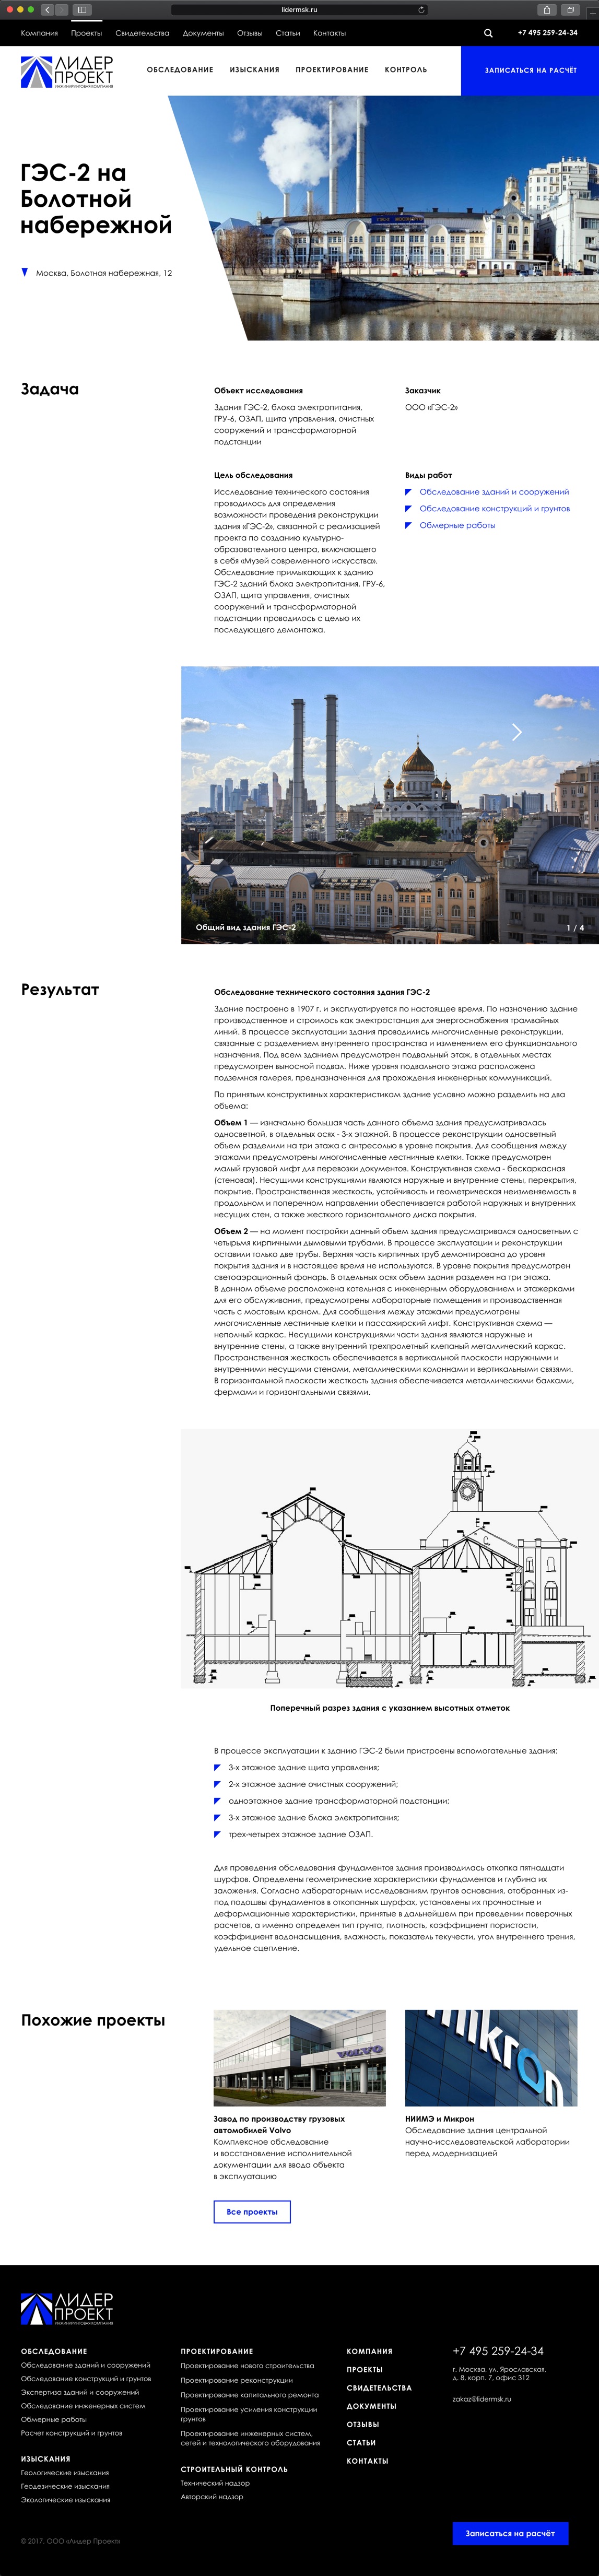 lidermsk.ru
Компания Проекты Свидетельства Документы Отзывы Статьи Контакты +7 495 259-24-34
ЛИДЕР
ПРОЕКТ
ИНЖИНИРИНГОВАЯ КОМПАНИЯ
ОБСЛЕДОВАНИЕ ИЗЫСКАНИЯ ПРОЕКТИРОВАНИЕ КОНТРОЛЬ ЗАПИСАТЬСЯ НА РАСЧЁТ
ГЭС-2 на
Болотной
набережной
Москва, Болотная набережная, 12
Задача
Объект исследования
Здания ГЭС-2, блока электропитания,
ГРУ-6, ОЗАП, щита управления, очистных
сооружений и трансформаторной
подстанции
Заказчик
ООО «ГЭС-2»
Цель обследования
Исследование технического состояния
проводилось для определения
возможности проведения реконструкции
здания «ГЭС-2», связанной с реализацией
проекта по созданию культурно-
образовательного центра, включающего
в себя «Музей современного искусства».
Обследование примыкающих к зданию
ГЭС-2 зданий блока электропитания, ГРУ-6,
ОЗАП, щита управления, очистных
сооружений и трансформаторной
подстанции проводилось с целью их
последующего демонтажа.
Виды работ
Обследование зданий и сооружений
Обследование конструкций и грунтов
Обмерные работы
Общий вид здания ГЭС-2
1 / 4
Результат
Обследование технического состояния здания ГЭС-2
Здание построено в 1907 г. и эксплуатируется по настоящее время. По назначению здание
производственное и строилось как электростанция для энергоснабжения трамвайных
линий. В процессе эксплуатации здания проводились многочисленные реконструкции,
связанные с разделением внутреннего пространства и изменением его функционального
назначения. Под всем зданием предусмотрен подвальный этаж, в отдельных местах
предусмотрен выносной подвал. Ниже уровня подвального этажа расположена
подземная галерея, предназначенная для прохождения инженерных коммуникаций.
По принятым конструктивных характеристикам здание условно можно разделить на два
объема:
Объем 1 — изначально большая часть данного объема здания предусматривалась
односветной, в отдельных осях - 3-х этажной. В процессе реконструкции односветный
объем разделили на три этажа с антресолью в уровне покрытия. Для сообщения между
этажами предусмотрены многочисленные лестничные клетки. Также предусмотрен
малый грузовой лифт для перевозки документов. Конструктивная схема - бескаркасная
(стеновая). Несущими конструкциями являются наружные и внутренние стены, перекрытия,
покрытие. Пространственная жесткость, устойчивость и геометрическая неизменяемость в
продольном и поперечном направлении обеспечивается работой наружных и внутренних
несущих стен, а также жесткого горизонтального диска покрытия.
Объем 2 — на момент постройки данный объем здания предусматривался односветным с
четырьмя кирпичными дымовыми трубами. В процессе эксплуатации и реконструкции
оставили только две трубы. Верхняя часть кирпичных труб демонтирована до уровня
покрытия здания и в настоящее время не используются. В уровне покрытия предусмотрен
светоаэрационный фонарь. В отдельных осях объем здания разделен на три этажа.
В данном объеме расположена котельная с инженерным оборудованием и этажерками
для его обслуживания, предусмотрены лабораторные помещения и производственная
часть с мостовым краном. Для сообщения между этажами предусмотрены
многочисленные лестничные клетки и пассажирский лифт. Конструктивная схема —
неполный каркас. Несущими конструкциями части здания являются наружные и
внутренние стены, а также внутренний трехпролетный клепаный металлический каркас.
Пространственная жесткость обеспечивается в вертикальной плоскости наружными и
внутренними несущими стенами, металлическими колоннами и вертикальными связями.
В горизонтальной плоскости жесткость здания обеспечивается металлическими балками,
фермами и горизонтальными связями.
Поперечный разрез здания с указанием высотных отметок
В процессе эксплуатации к зданию ГЭС-2 были пристроены вспомогательные здания:
3-х этажное здание щита управления;
2-х этажное здание очистных сооружений;
одноэтажное здание трансформаторной подстанции;
3-х этажное здание блока электропитания;
трех-четырех этажное здание ОЗАП.
Для проведения обследования фундаментов здания производилась откопка пятнадцати
шурфов. Определены геометрические характеристики фундаментов и глубина их
заложения. Согласно лабораторным исследованиям грунтов основания, отобранных из-
под подошвы фундаментов в откопанных шурфах, установлены их прочностные и
деформационные характеристики, принятые в дальнейшем при проведении поверочных
расчетов, а именно определен тип грунта, плотность, коэффициент пористости,
коэффициент водонасыщения, влажность, показатель текучести, угол внутреннего трения,
удельное сцепление.
Похожие проекты
VOLVO
mikron
Завод по производству грузовых
автомобилей Volvo
Комплексное обследование
и восстановление исполнительной
документации для ввода объекта
в эксплуатацию
НИИМЭ и Микрон
Обследование здания центральной
научно-исследовательской лаборатории
перед модернизацией
Все проекты
ЛИДЕР
ПРОЕКТ
ИНЖИНИРИНГОВАЯ КОМПАНИЯ
ОБСЛЕДОВАНИЕ
Обследование зданий и сооружений
Обследование конструкций и грунтов
Экспертиза зданий и сооружений
Обследование инженерных систем
Обмерные работы
Расчет конструкций и грунтов
ИЗЫСКАНИЯ
Геологические изыскания
Геодезические изыскания
Экологические изыскания
ПРОЕКТИРОВАНИЕ
Проектирование нового строительства
Проектирование реконструкции
Проектирование капитального ремонта
Проектирование усиления конструкции
грунтов
Проектирование инженерных систем,
сетей и технологического оборудования
СТРОИТЕЛЬНЫЙ КОНТРОЛЬ
Технический надзор
Авторский надзор
КОМПАНИЯ
ПРОЕКТЫ
СВИДЕТЕЛЬСТВА
ДОКУМЕНТЫ
ОТЗЫВЫ
СТАТЬИ
КОНТАКТЫ
+7 495 259-24-34
г. Москва, ул. Ярославская,
д. 8, корп. 7, офис 312
zakaz@lidermsk.ru
© 2017, ООО «Лидер Проект»
Записаться на расчёт